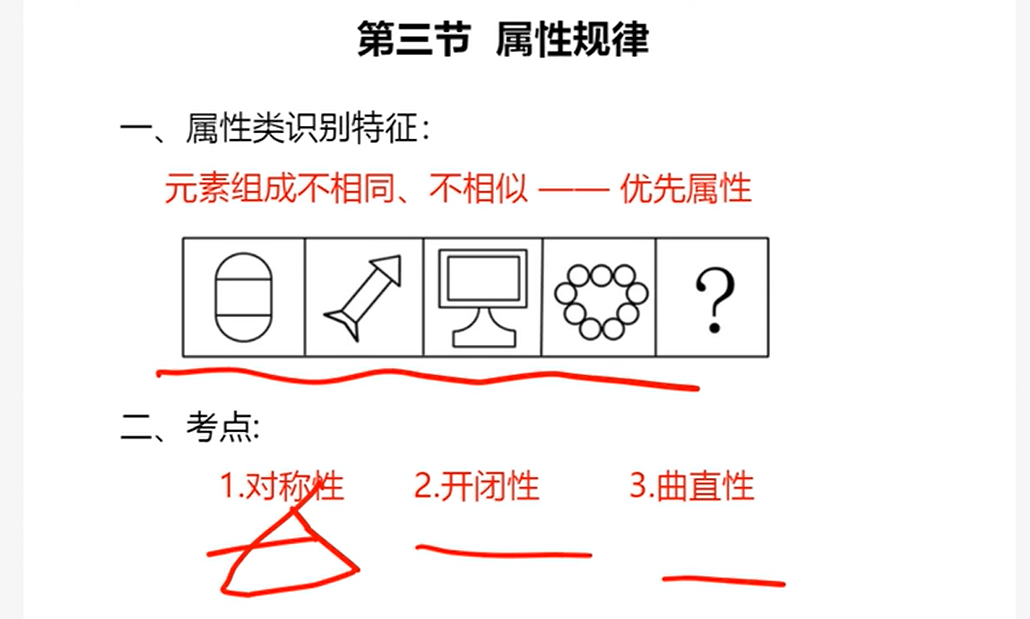 第三节 属性规律
一、属性类识别特征：
元素组成不相同、不相似 —— 优先属性
?
二、考点:
1.对称性 2.开闭性 3.曲直性